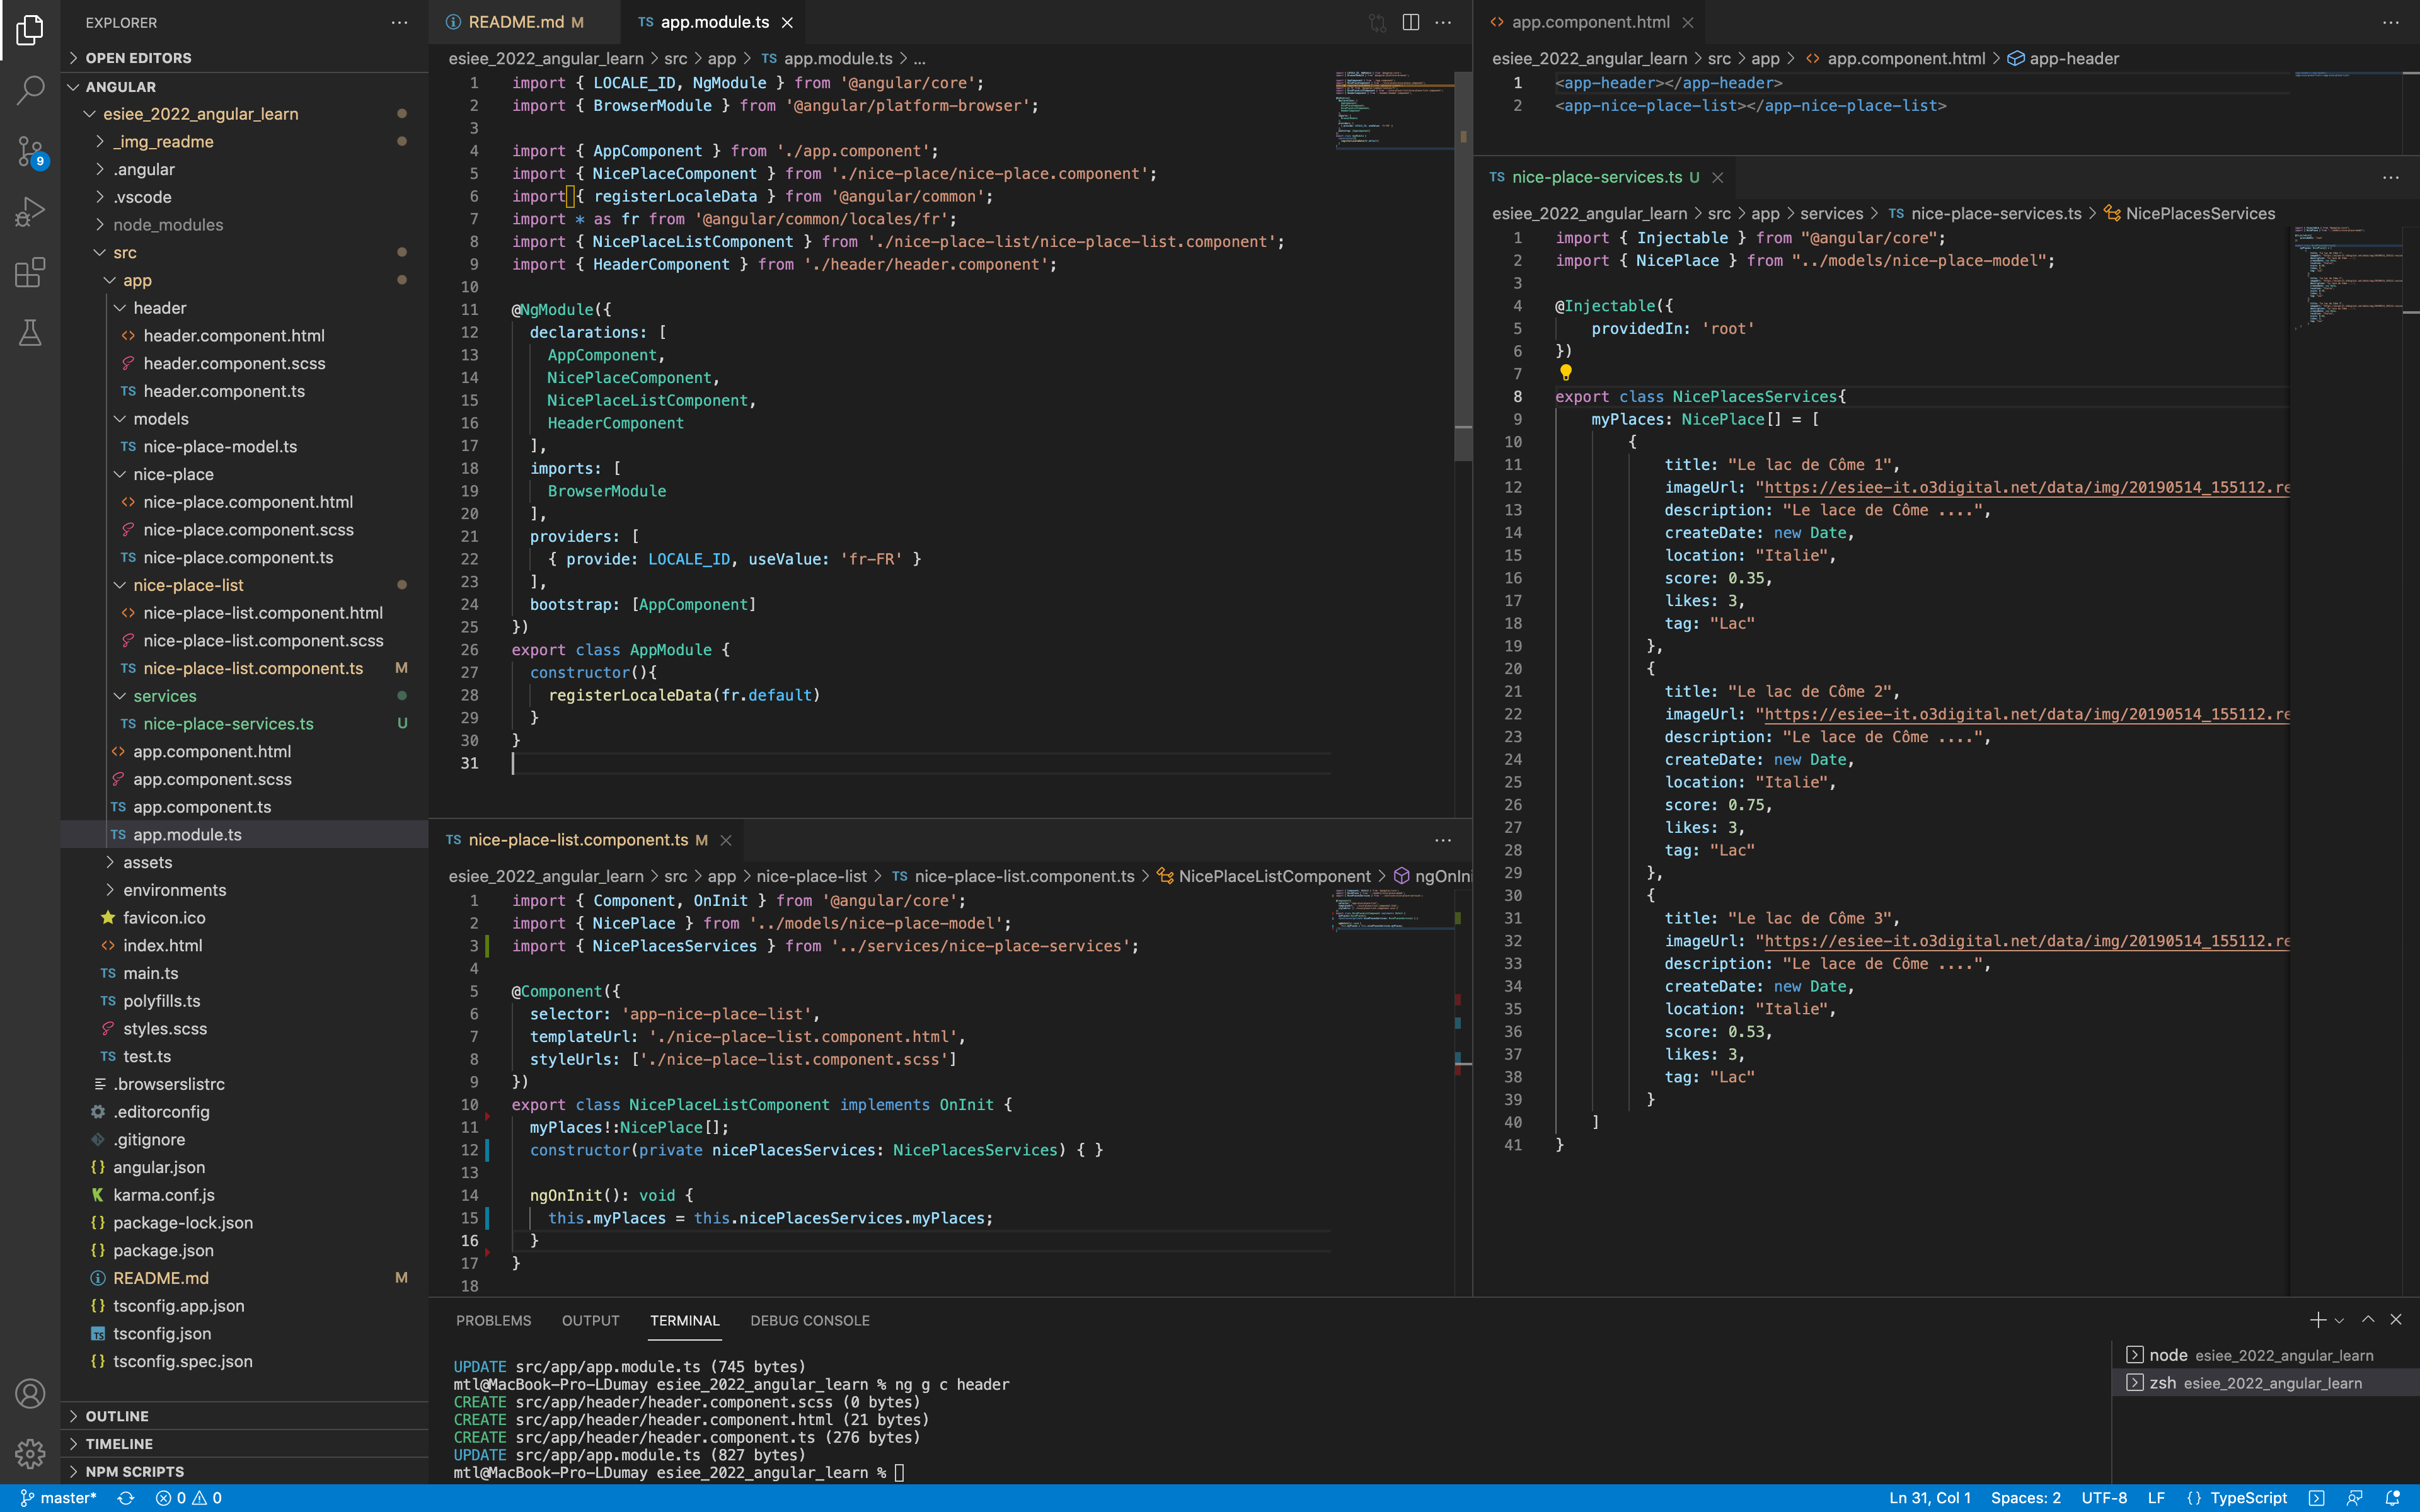 EXPLORER
OPEN EDITORS
ANGULAR
esiee_2022_angular_learn
_img_readme
.angular
.vscode
node_modules
src
app
header
header.component.html
header.component.scss
header.component.ts
models
nice-place-model.ts
nice-place
nice-place.component.html
nice-place.component.scss
nice-place.component.ts
nice-place-list
nice-place-list.component.html
nice-place-list.component.scss
TS nice-place-list.component.ts M
services
TS nice-place-services.ts U
app.component.html
app.component.scss
TS app.component.ts
TS app.module.ts
assets
environments
favicon.ico
index.html
TS main.ts
TS polyfills.ts
styles.scss
TS test.ts
.browserslistrc
.editorconfig
.gitignore
angular.json
karma.conf.js
package-lock.json
package.json
README.md M
tsconfig.app.json
tsconfig.json
tsconfig.spec.json
OUTLINE
TIMELINE
NPM SCRIPTS
9
README.md M
TS app.module.ts
esiee_2022_angular_learn > src > app > TS app.module.ts > ...
1 import { LOCALE_ID, NgModule } from '@angular/core';
2 import { BrowserModule } from '@angular/platform-browser';
3
4 import { AppComponent } from './app.component';
5 import { NicePlaceComponent } from './nice-place/nice-place.component';
6 import { registerLocaleData } from '@angular/common';
7 import * as fr from '@angular/common/locales/fr';
8 import { NicePlaceListComponent } from './nice-place-list/nice-place-list.component';
9 import { HeaderComponent } from './header/header.component';
10
11 @NgModule({
12 declarations: [
13 AppComponent,
14 NicePlaceComponent,
15 NicePlaceListComponent,
16 HeaderComponent
17 ],
18 imports: [
19 BrowserModule
20 ],
21 providers: [
22 { provide: LOCALE_ID, useValue: 'fr-FR' }
23 ],
24 bootstrap: [AppComponent]
25 })
26 export class AppModule {
27 constructor(){
28 registerLocaleData(fr.default)
29 }
30 }
31
TS nice-place-list.component.ts M
esiee_2022_angular_learn > src > app > nice-place-list > TS nice-place-list.component.ts > NicePlaceListComponent > ngOnIni
1 import { Component, OnInit } from '@angular/core';
2 import { NicePlace } from '../models/nice-place-model';
3 import { NicePlacesServices } from '../services/nice-place-services';
4
5 @Component({
6 selector: 'app-nice-place-list',
7 templateUrl: './nice-place-list.component.html',
8 styleUrls: ['./nice-place-list.component.scss']
9 })
10 export class NicePlaceListComponent implements OnInit {
11 myPlaces!:NicePlace[];
12 constructor(private nicePlacesServices: NicePlacesServices) { }
13
14 ngOnInit(): void {
15 this.myPlaces = this.nicePlacesServices.myPlaces;
16 }
17 }
18
app.component.html
esiee_2022_angular_learn > src > app > app.component.html > app-header
1 <app-header></app-header>
2 <app-nice-place-list></app-nice-place-list>
TS nice-place-services.ts U
esiee_2022_angular_learn > src > app > services > TS nice-place-services.ts > NicePlacesServices
1 import { Injectable } from "@angular/core";
2 import { NicePlace } from "../models/nice-place-model";
3
4 @Injectable({
5 providedIn: 'root'
6 })
7
8 export class NicePlacesServices{
9 myPlaces: NicePlace[] = [
10 {
11 title: "Le lac de Côme 1",
12 imageUrl: "https://esiee-it.o3digital.net/data/img/20190514_155112.re
13 description: "Le lace de Côme ....",
14 createDate: new Date,
15 location: "Italie",
16 score: 0.35,
17 likes: 3,
18 tag: "Lac"
19 },
20 {
21 title: "Le lac de Côme 2",
22 imageUrl: "https://esiee-it.o3digital.net/data/img/20190514_155112.re
23 description: "Le lace de Côme ....",
24 createDate: new Date,
25 location: "Italie",
26 score: 0.75,
27 likes: 3,
28 tag: "Lac"
29 },
30 {
31 title: "Le lac de Côme 3",
32 imageUrl: "https://esiee-it.o3digital.net/data/img/20190514_155112.re
33 description: "Le lace de Côme ....",
34 createDate: new Date,
35 location: "Italie",
36 score: 0.53,
37 likes: 3,
38 tag: "Lac"
39 }
40 ]
41 }
PROBLEMS OUTPUT TERMINAL DEBUG CONSOLE
UPDATE src/app/app.module.ts (745 bytes)
mtl@MacBook-Pro-LDumay esiee_2022_angular_learn % ng g c header
CREATE src/app/header/header.component.scss (0 bytes)
CREATE src/app/header/header.component.html (21 bytes)
CREATE src/app/header/header.component.ts (276 bytes)
UPDATE src/app/app.module.ts (827 bytes)
mtl@MacBook-Pro-LDumay esiee_2022_angular_learn %
node esiee_2022_angular_learn
zsh esiee_2022_angular_learn
master* 0 0
Ln 31, Col 1 Spaces: 2 UTF-8 LF {} TypeScript